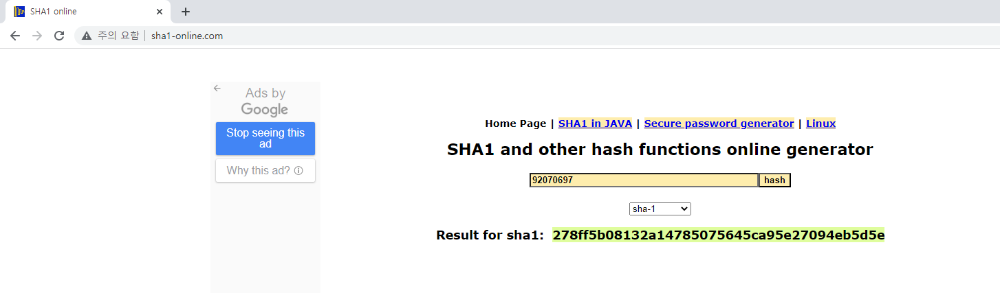 SHA1 online
주의 요함 | sha1-online.com
Ads by
Google
Stop seeing this
ad
Why this ad?
Home Page | SHA1 in JAVA | Secure password generator | Linux
SHA1 and other hash functions online generator
92070697 hash
sha-1
Result for sha1: 278ff5b08132a14785075645ca95e27094eb5d5e